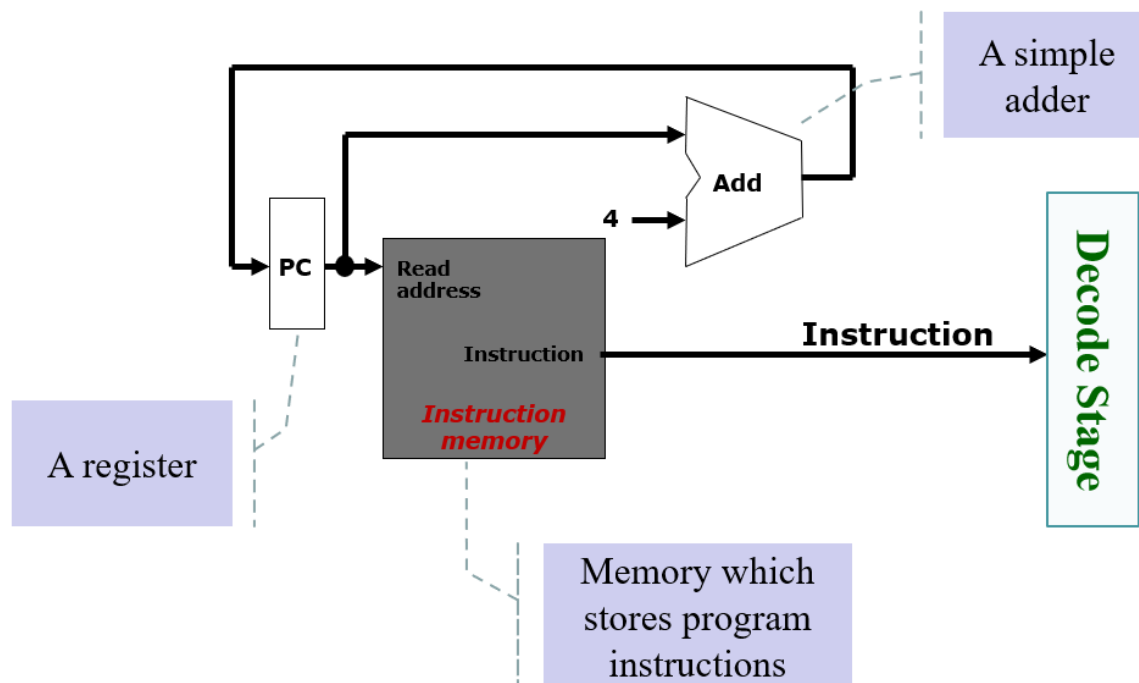 A simple
adder
Add
4
PC
Read
address
Instruction
Instruction
memory
Instruction
Decode Stage
A register
Memory which
stores program
instructions